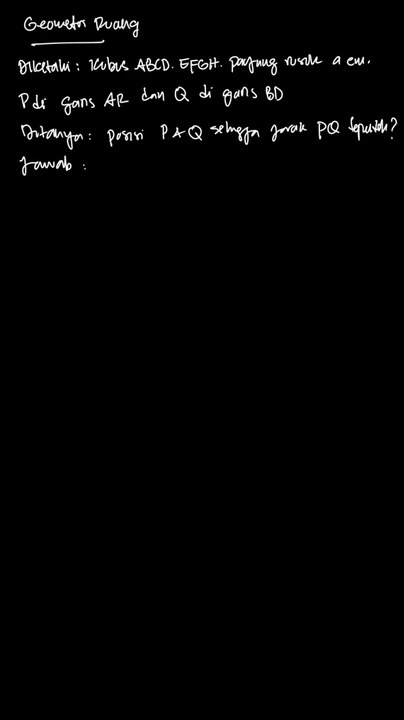 Geometri Ruang
Diketahui : Kubus ABCD.EFGH. panjang rusuk a cm.
P di garis AR dan Q di garis BD
Ditanya : posisi P & Q sehingga jarak PQ
Jawab :